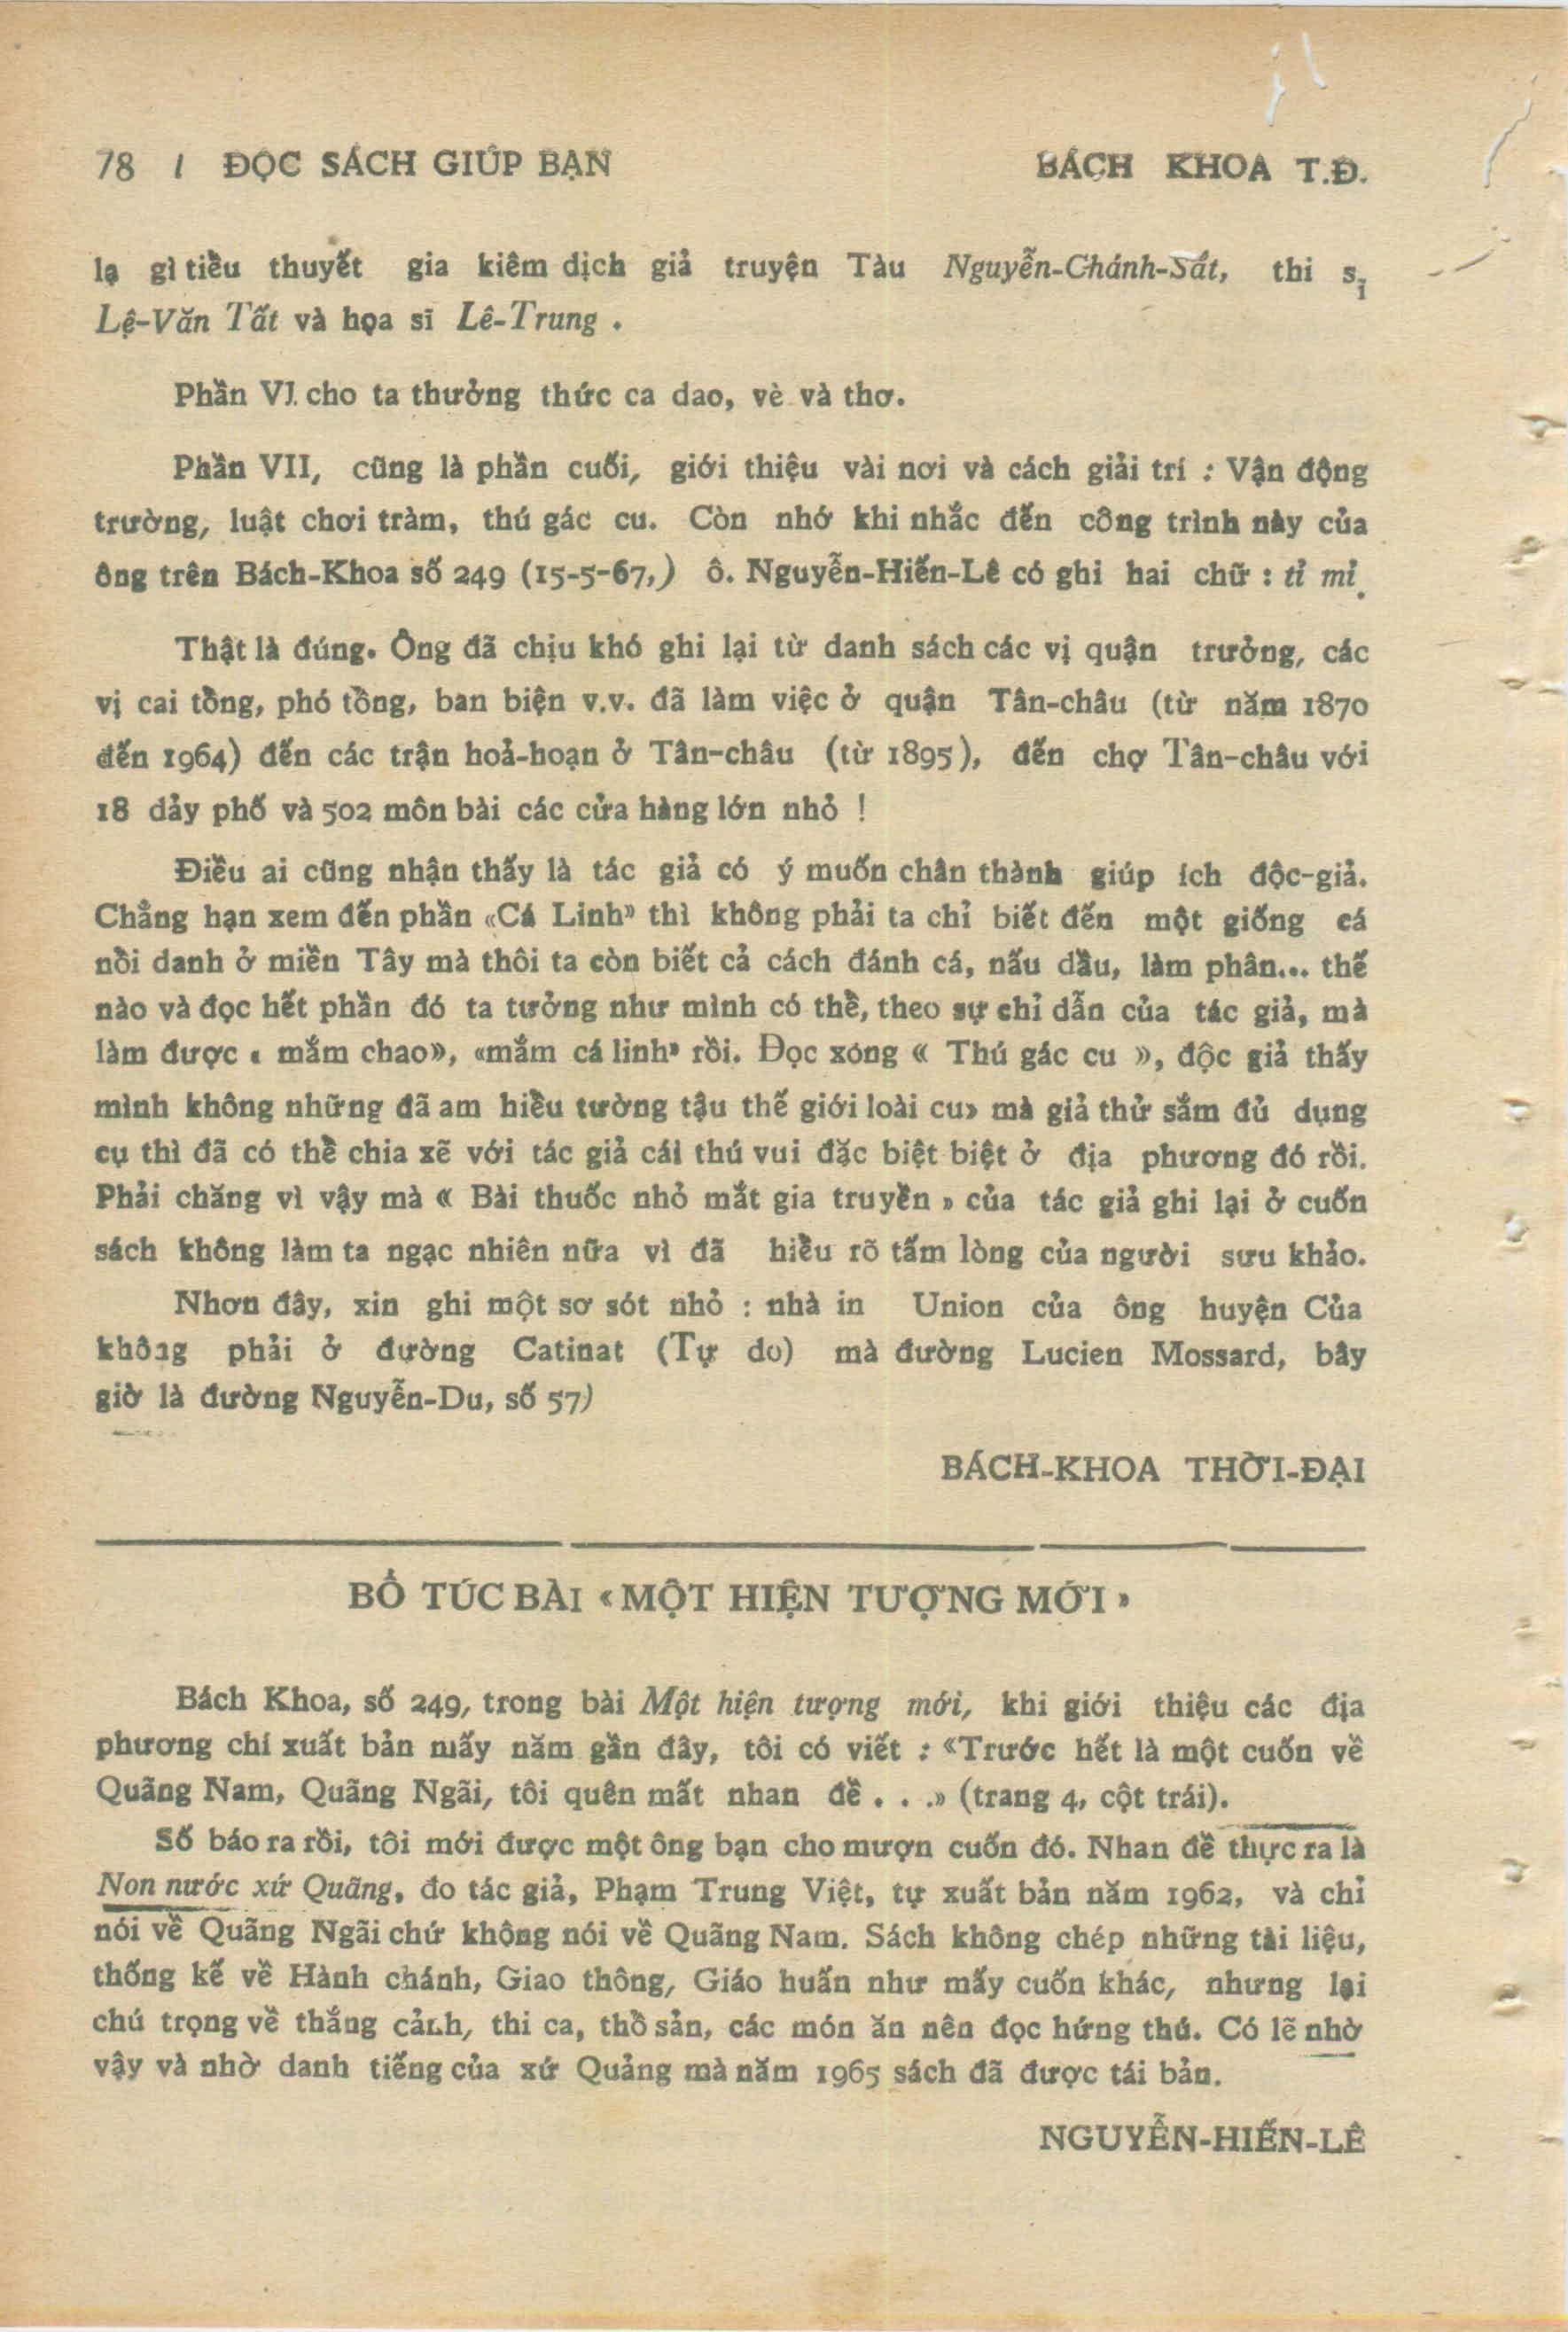 78 / ĐỌC SÁCH GIÚP BẠN BÁCH KHOA T.Đ.
lạ gì tiểu thuyết gia kiêm dịch giả truyện Tàu Nguyễn-Chánh-Sắt, thi sĩ
Lê-Văn Tất và họa sĩ Lê-Trung .
Phần VI cho ta thưởng thức ca dao, vè và thơ.
Phần VII, cũng là phần cuối, giới thiệu vài nơi và cách giải trí : Vận động
trường, luật chơi tràm, thú gác cu. Còn nhớ khi nhắc đến công trình này của
ông trên Bách-Khoa số 249 (15-5-67,) ô. Nguyễn-Hiến-Lê có ghi hai chữ : tỉ mỉ.
Thật là đúng. Ông đã chịu khó ghi lại từ danh sách các vị quận trưởng, các
vị cai tổng, phó tổng, ban biện v.v. đã làm việc ở quận Tân-châu (từ năm 1870
đến 1964) đến các trận hoả-hoạn ở Tân-châu (từ 1895), đến chợ Tân-châu với
18 dảy phố và 502 môn bài các cửa hàng lớn nhỏ !
Điều ai cũng nhận thấy là tác giả có ý muốn chân thành giúp ích độc-giả.
Chẳng hạn xem đến phần «Cá Linh» thì không phải ta chỉ biết đến một giống cá
nổi danh ở miền Tây mà thôi ta còn biết cả cách đánh cá, nấu dầu, làm phân... thế
nào và đọc hết phần đó ta tưởng như mình có thể, theo sự chỉ dẫn của tác giả, mà
làm được « mắm chao», «mắm cá linh» rồi. Đọc xóng « Thú gác cu », độc giả thấy
mình không những đã am hiểu tường tậu thế giới loài cu» mà giả thử sắm đủ dụng
cụ thì đã có thể chia xẽ với tác giả cái thú vui đặc biệt biệt ở địa phương đó rồi.
Phải chăng vì vậy mà « Bài thuốc nhỏ mắt gia truyền » của tác giả ghi lại ở cuốn
sách không làm ta ngạc nhiên nữa vì đã hiểu rõ tấm lòng của người sưu khảo.
Nhơn đây, xin ghi một sơ sót nhỏ : nhà in Union của ông huyện Của
không phải ở đường Catinat (Tự do) mà đường Lucien Mossard, bây
giờ là đường Nguyễn-Du, số 57)
BÁCH-KHOA THỜI-ĐẠI
BỔ TÚC BÀI «MỘT HIỆN TƯỢNG MỚI»
Bách Khoa, số 249, trong bài Một hiện tượng mới, khi giới thiệu các địa
phương chí xuất bản mấy năm gần đây, tôi có viết : «Trước hết là một cuốn về
Quãng Nam, Quãng Ngãi, tôi quên mất nhan đề . . .» (trang 4, cột trái).
Số báo ra rồi, tôi mới được một ông bạn cho mượn cuốn đó. Nhan đề thực ra là
Non nước xứ Quãng, do tác giả, Phạm Trung Việt, tự xuất bản năm 1962, và chỉ
nói về Quãng Ngãi chứ không nói về Quãng Nam. Sách không chép những tài liệu,
thống kế về Hành chánh, Giao thông, Giáo huấn như mấy cuốn khác, nhưng lại
chú trọng về thắng cảnh, thi ca, thổ sản, các món ăn nên đọc hứng thú. Có lẽ nhờ
vậy và nhờ danh tiếng của xứ Quảng mà năm 1965 sách đã được tái bản.
NGUYỄN-HIẾN-LÊ